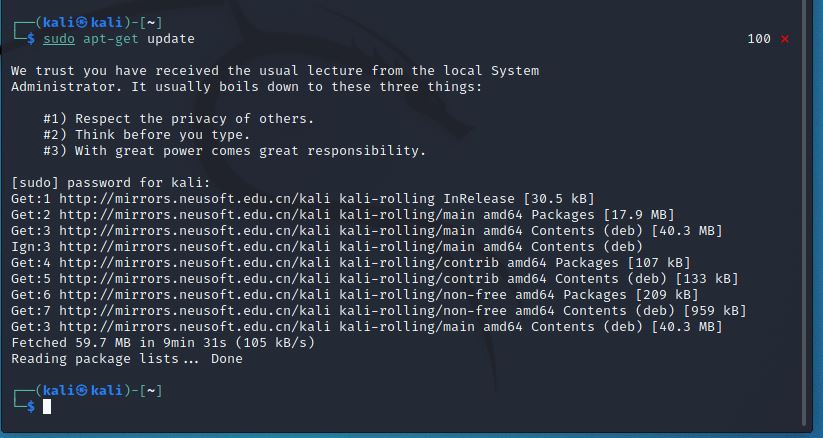 ┌──(kali㉿kali)-[~]
└─$ sudo apt-get update 100 ⨯

We trust you have received the usual lecture from the local System
Administrator. It usually boils down to these three things:

    #1) Respect the privacy of others.
    #2) Think before you type.
    #3) With great power comes great responsibility.

[sudo] password for kali:
Get:1 http://mirrors.neusoft.edu.cn/kali kali-rolling InRelease [30.5 kB]
Get:2 http://mirrors.neusoft.edu.cn/kali kali-rolling/main amd64 Packages [17.9 MB]
Get:3 http://mirrors.neusoft.edu.cn/kali kali-rolling/main amd64 Contents (deb) [40.3 MB]
Ign:3 http://mirrors.neusoft.edu.cn/kali kali-rolling/main amd64 Contents (deb)
Get:4 http://mirrors.neusoft.edu.cn/kali kali-rolling/contrib amd64 Packages [107 kB]
Get:5 http://mirrors.neusoft.edu.cn/kali kali-rolling/contrib amd64 Contents (deb) [133 kB]
Get:6 http://mirrors.neusoft.edu.cn/kali kali-rolling/non-free amd64 Packages [209 kB]
Get:7 http://mirrors.neusoft.edu.cn/kali kali-rolling/non-free amd64 Contents (deb) [959 kB]
Get:3 http://mirrors.neusoft.edu.cn/kali kali-rolling/main amd64 Contents (deb) [40.3 MB]
Fetched 59.7 MB in 9min 31s (105 kB/s)
Reading package lists... Done

┌──(kali㉿kali)-[~]
└─$